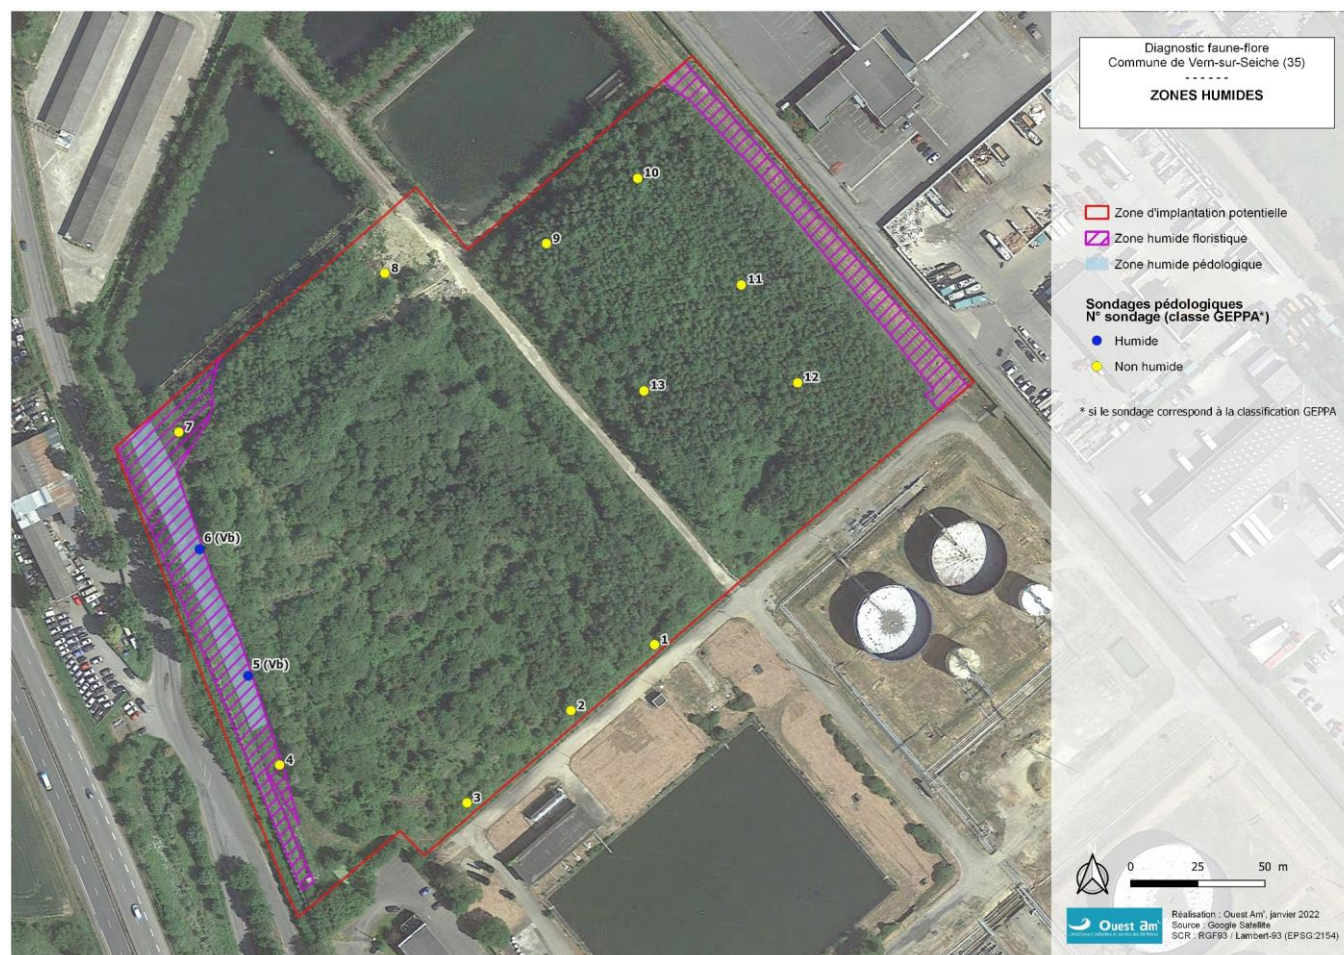 Diagnostic faune-flore
Commune de Vern-sur-Seiche (35)
- - - - - -
ZONES HUMIDES
Zone d'implantation potentielle
Zone humide floristique
Zone humide pédologique
Sondages pédologiques
N° sondage (classe GEPPA*)
Humide
Non humide
* si le sondage correspond à la classification GEPPA
10
9
8
11
12
13
7
6 (Vb)
5 (Vb)
4
1
2
3
0 25 50 m
Ouest am'
Réalisation : Ouest Am', janvier 2022
Source : Google Satellite
SCR : RGF93 / Lambert-93 (EPSG:2154)